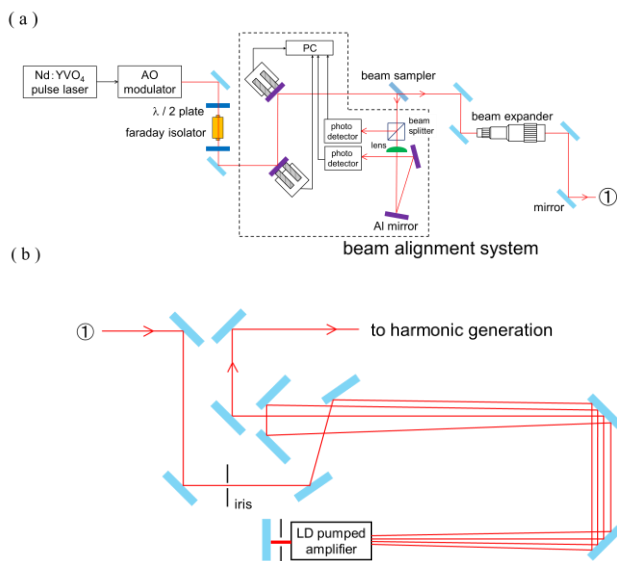 ( a )
PC
Nd:YVO₄
pulse laser
AO
modulator
beam sampler
λ / 2 plate
faraday isolator
photo
detector
beam
splitter
beam expander
photo
detector
lens
Al mirror
mirror
①
beam alignment system
( b )
①
to harmonic generation
iris
LD pumped
amplifier